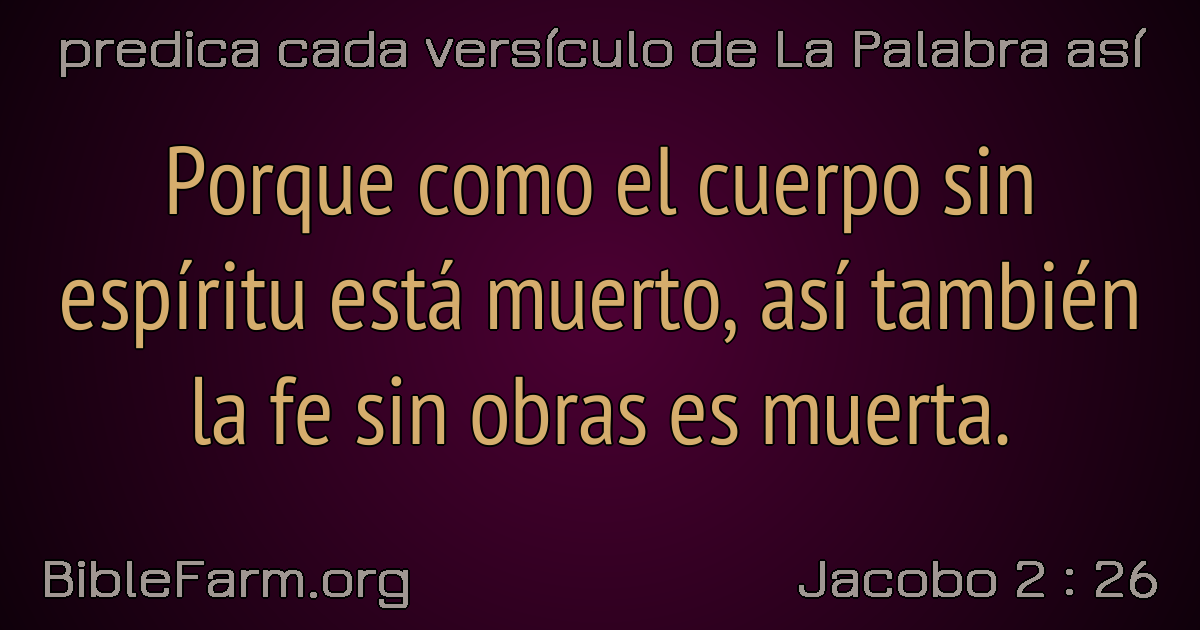 predica cada versículo de La Palabra así
Porque como el cuerpo sin
espíritu está muerto, así también
la fe sin obras es muerta.
BibleFarm.org
Jacobo 2 : 26